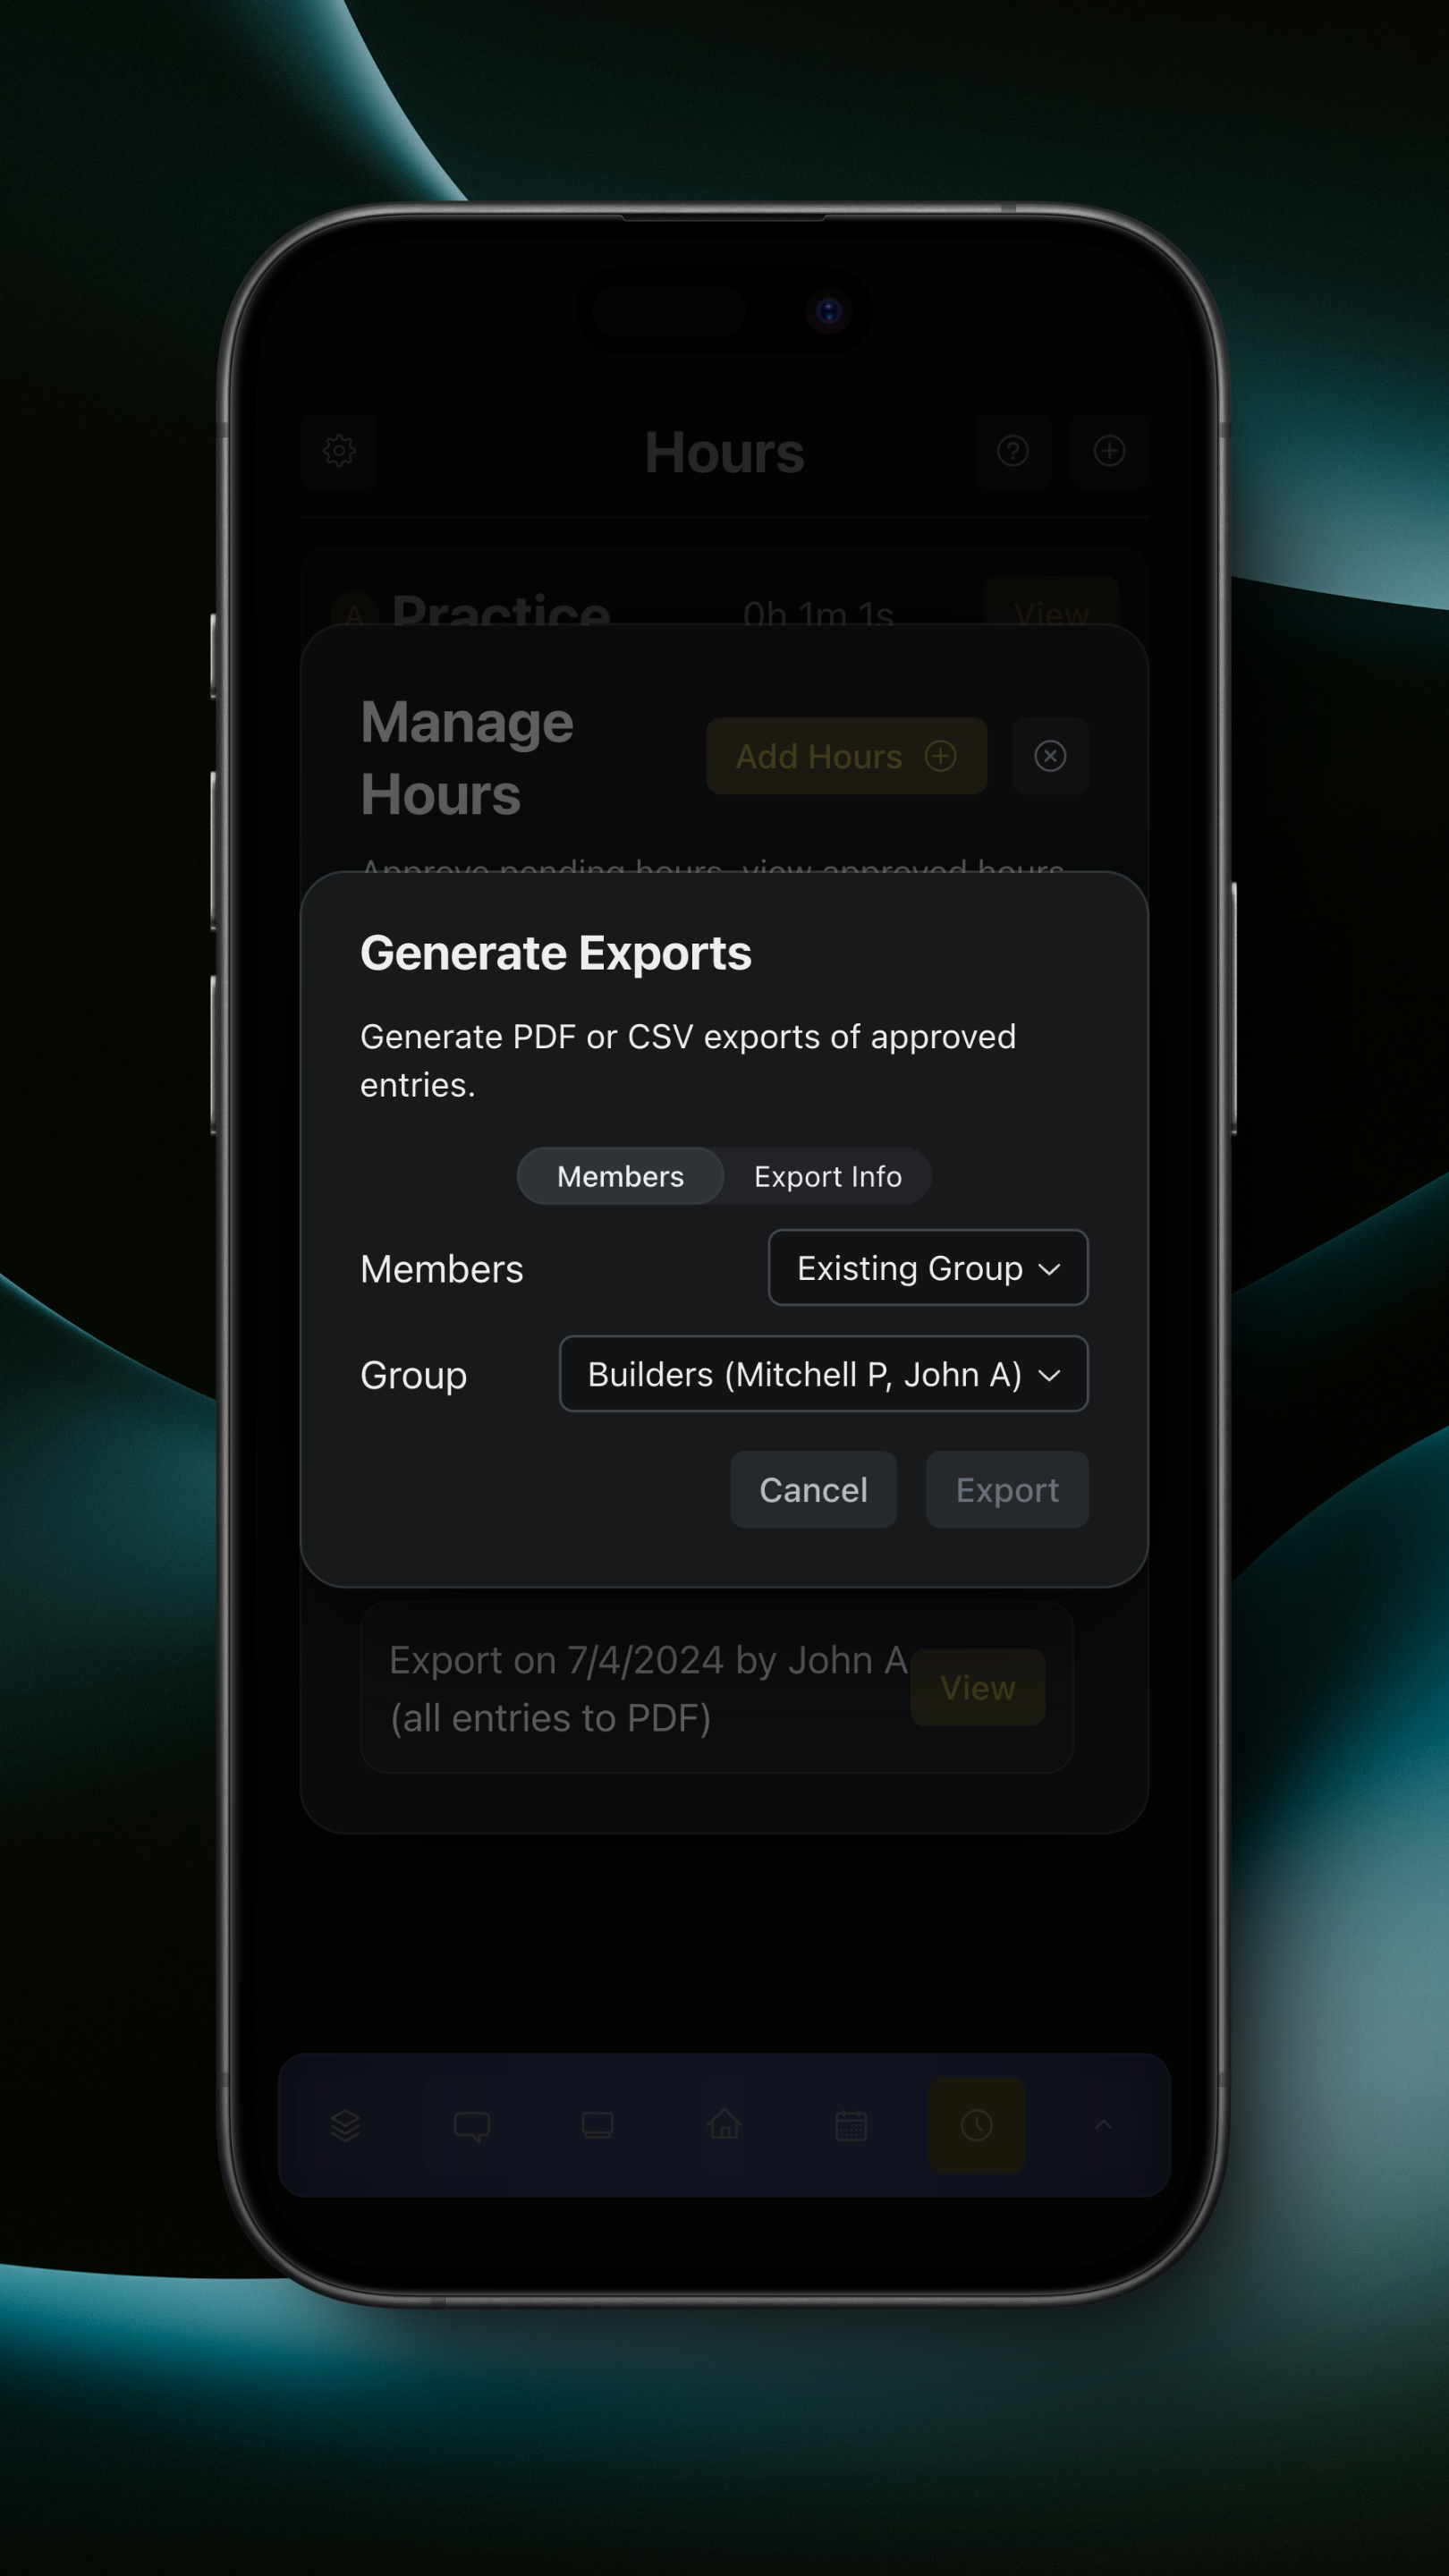 Hours
A Practice 0h 1m 1s View
Manage
Hours
Add Hours
Approve pending hours, view approved hours
Generate Exports
Generate PDF or CSV exports of approved
entries.
Members Export Info
Members Existing Group
Group Builders (Mitchell P, John A)
Cancel Export
Export on 7/4/2024 by John A
(all entries to PDF)
View